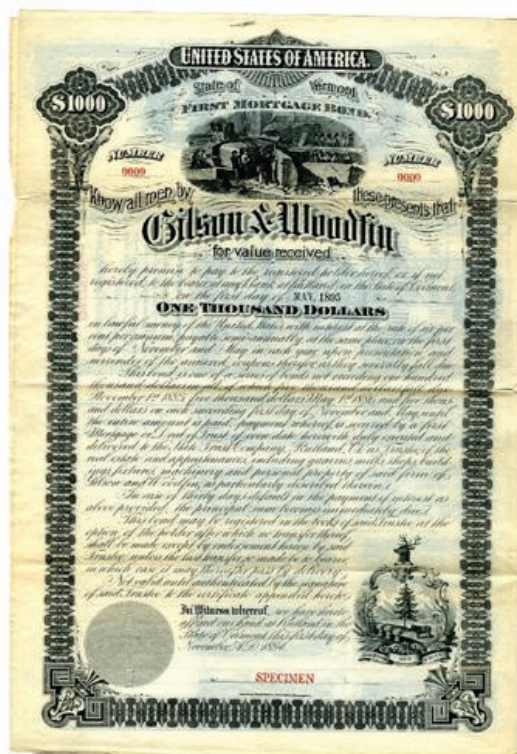 UNITED STATES OF AMERICA.
State of Vermont
$1000 $1000
FIRST MORTGAGE BOND.
NUMBER NUMBER
0000 0000
Know all men by these presents that
Gilson & Woodfin
for value received
hereby promise to pay to the registered holder hereof, or if not
registered, to the bearer at any Bank at Rutland in the State of Vermont
on the first day of MAY, 1895
ONE THOUSAND DOLLARS
in lawful money of the United States with interest at the rate of six per
cent per annum, payable semi-annually, at the same place, on the first
days of November and May in each year, upon presentation and
surrender of the annexed coupons therefor as they severally fall due.
This bond is one of a series of bonds not exceeding one hundred
thousand dollars in all, of which five thousand dollars
November 1st 1885, five thousand dollars May 1st 1886 and five thous
and dollars on each succeeding first day of November and May, until
the entire amount is paid, payment whereof is secured by a first
Mortgage or Deed of Trust of even date herewith duly executed and
delivered to the State Trust Company, Rutland, Vt. as Trustee, of the
real estate and appurtenances, including quarries, mills, shops, build
ings, fixtures, machinery and personal property of said firm of
Gilson and Woodfin, as particularly described therein.
In case of thirty days default in the payment of interest as
above provided, the principal sum becomes immediately due.
This bond may be registered in the books of said Trustee at the
option of the holder after which no transfer thereof
shall be made except by endorsement hereon by said
Trustee, unless the last transfer is made to bearer
in which case it may thereafter pass by delivery.
Not valid until authenticated by the signature
of said Trustee to the certificate appended hereto.
In Witness whereof, we have hereto
affixed our hand at Rutland in the
State of Vermont this first day of
November, A.D. 1884.
SPECIMEN